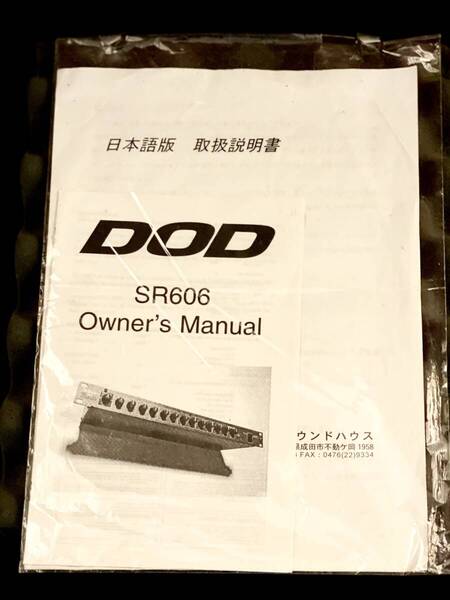 日本語版 取扱説明書
DOD
SR606
Owner's Manual
ウンドハウス
成田市不動ケ岡 1958
FAX : 0476(22)9334